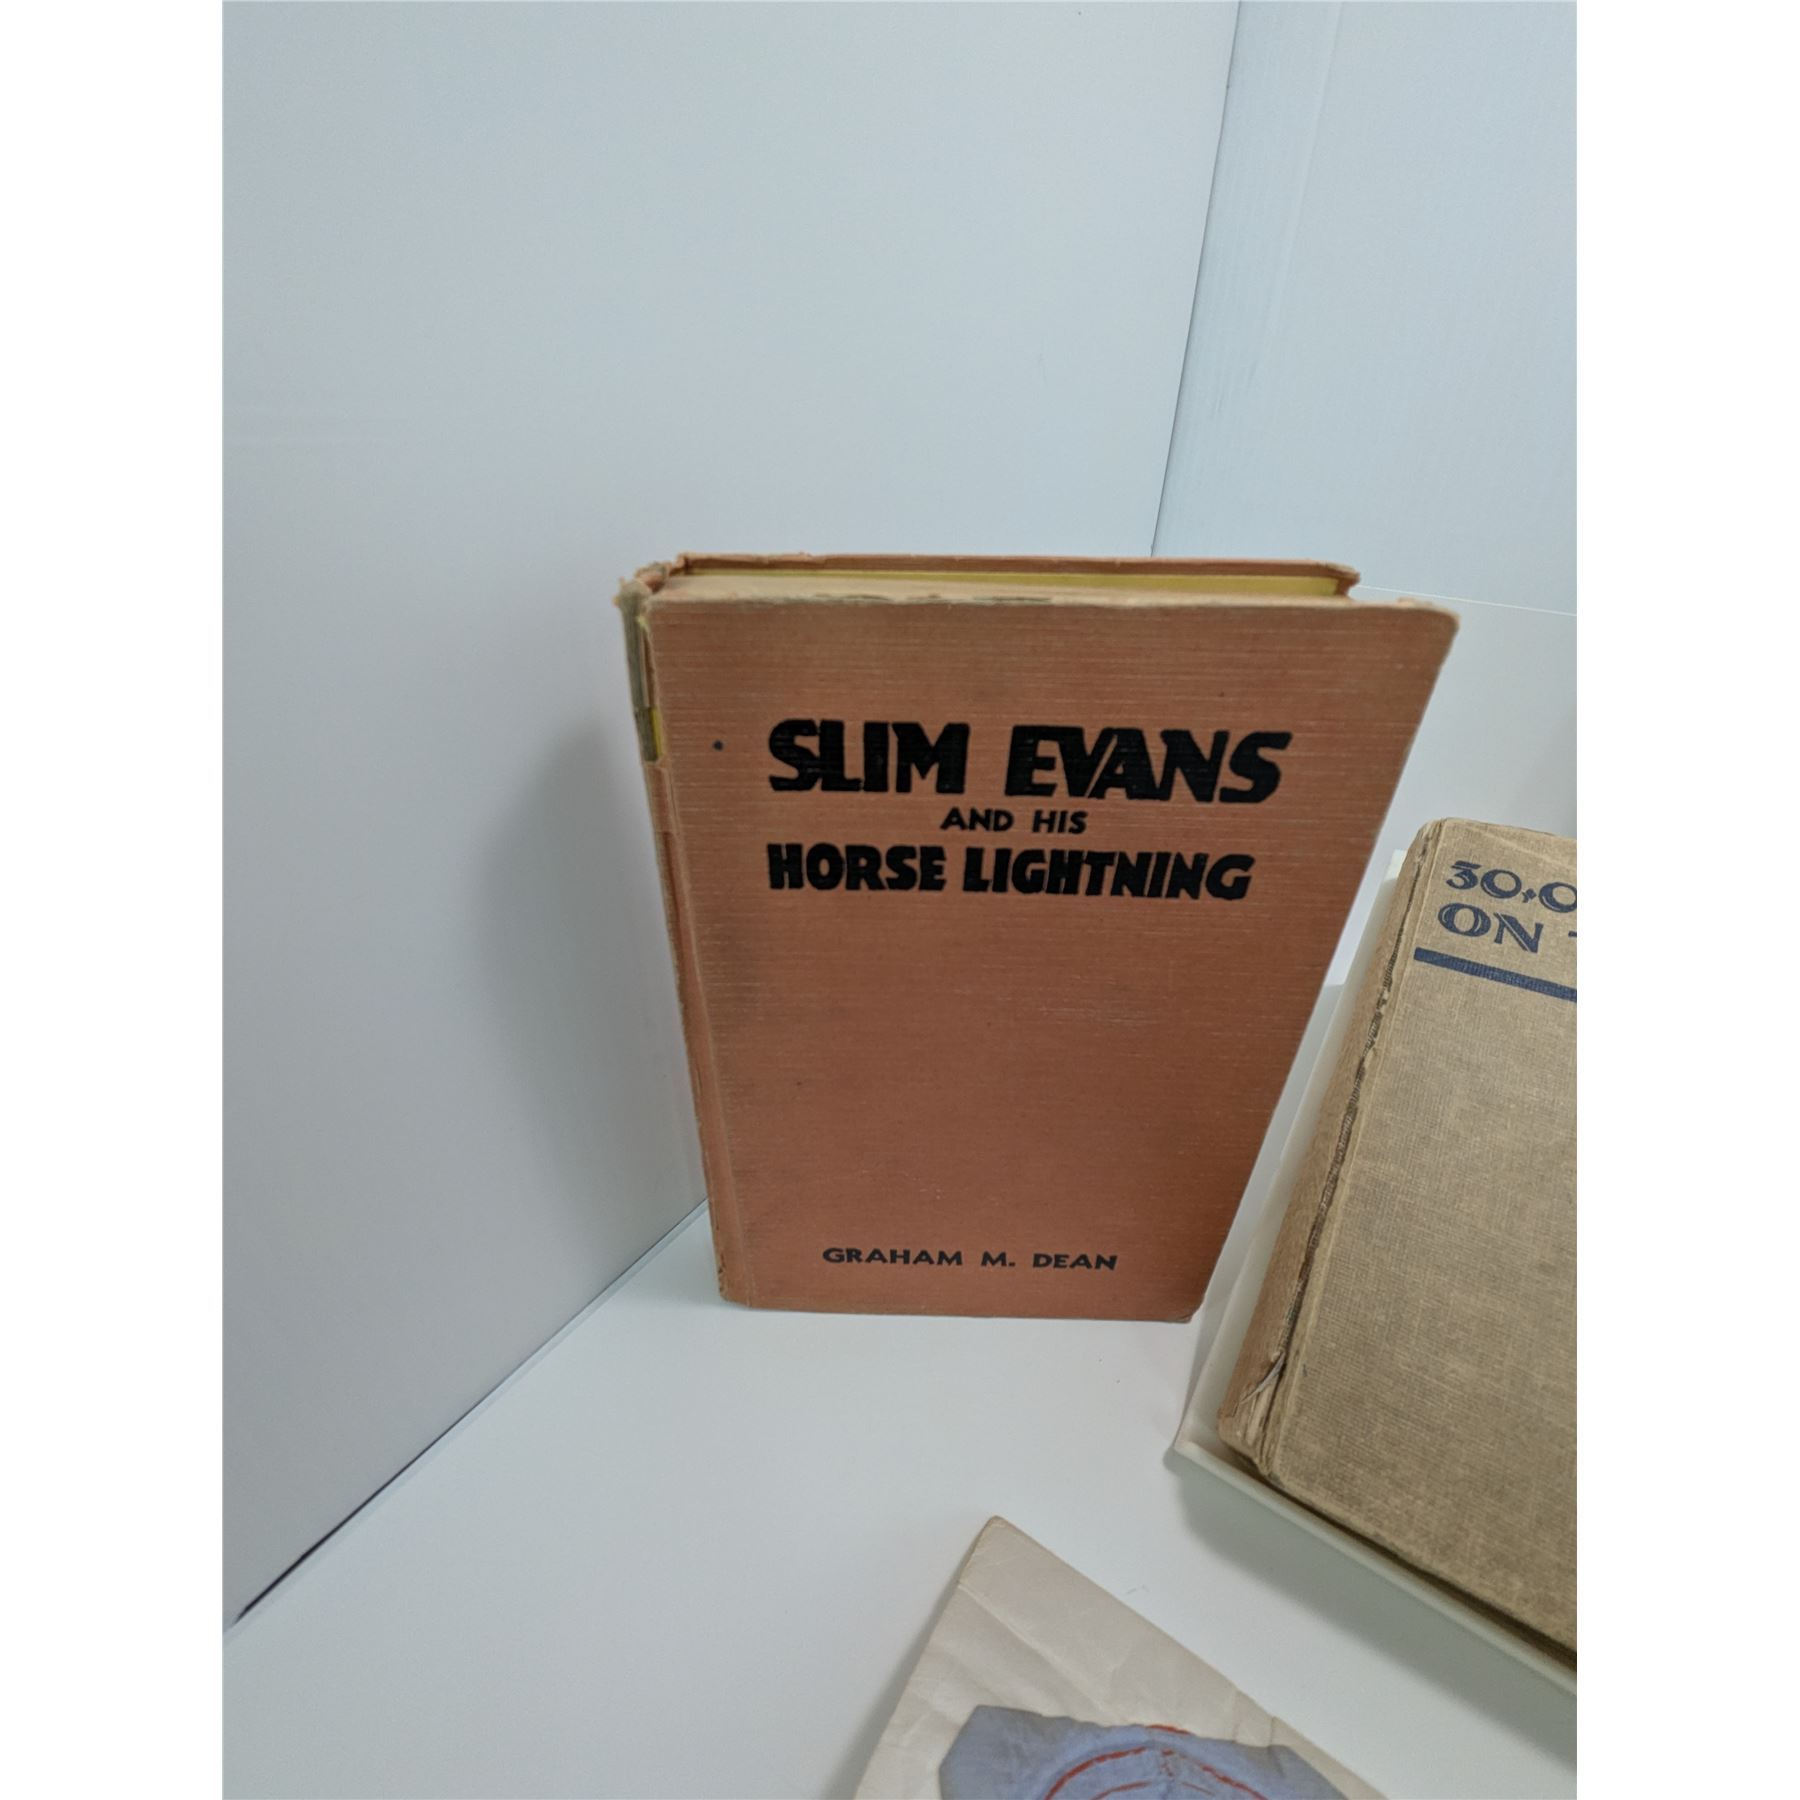 SLIM EVANS
AND HIS
HORSE LIGHTNING
GRAHAM M. DEAN
30,0
ON